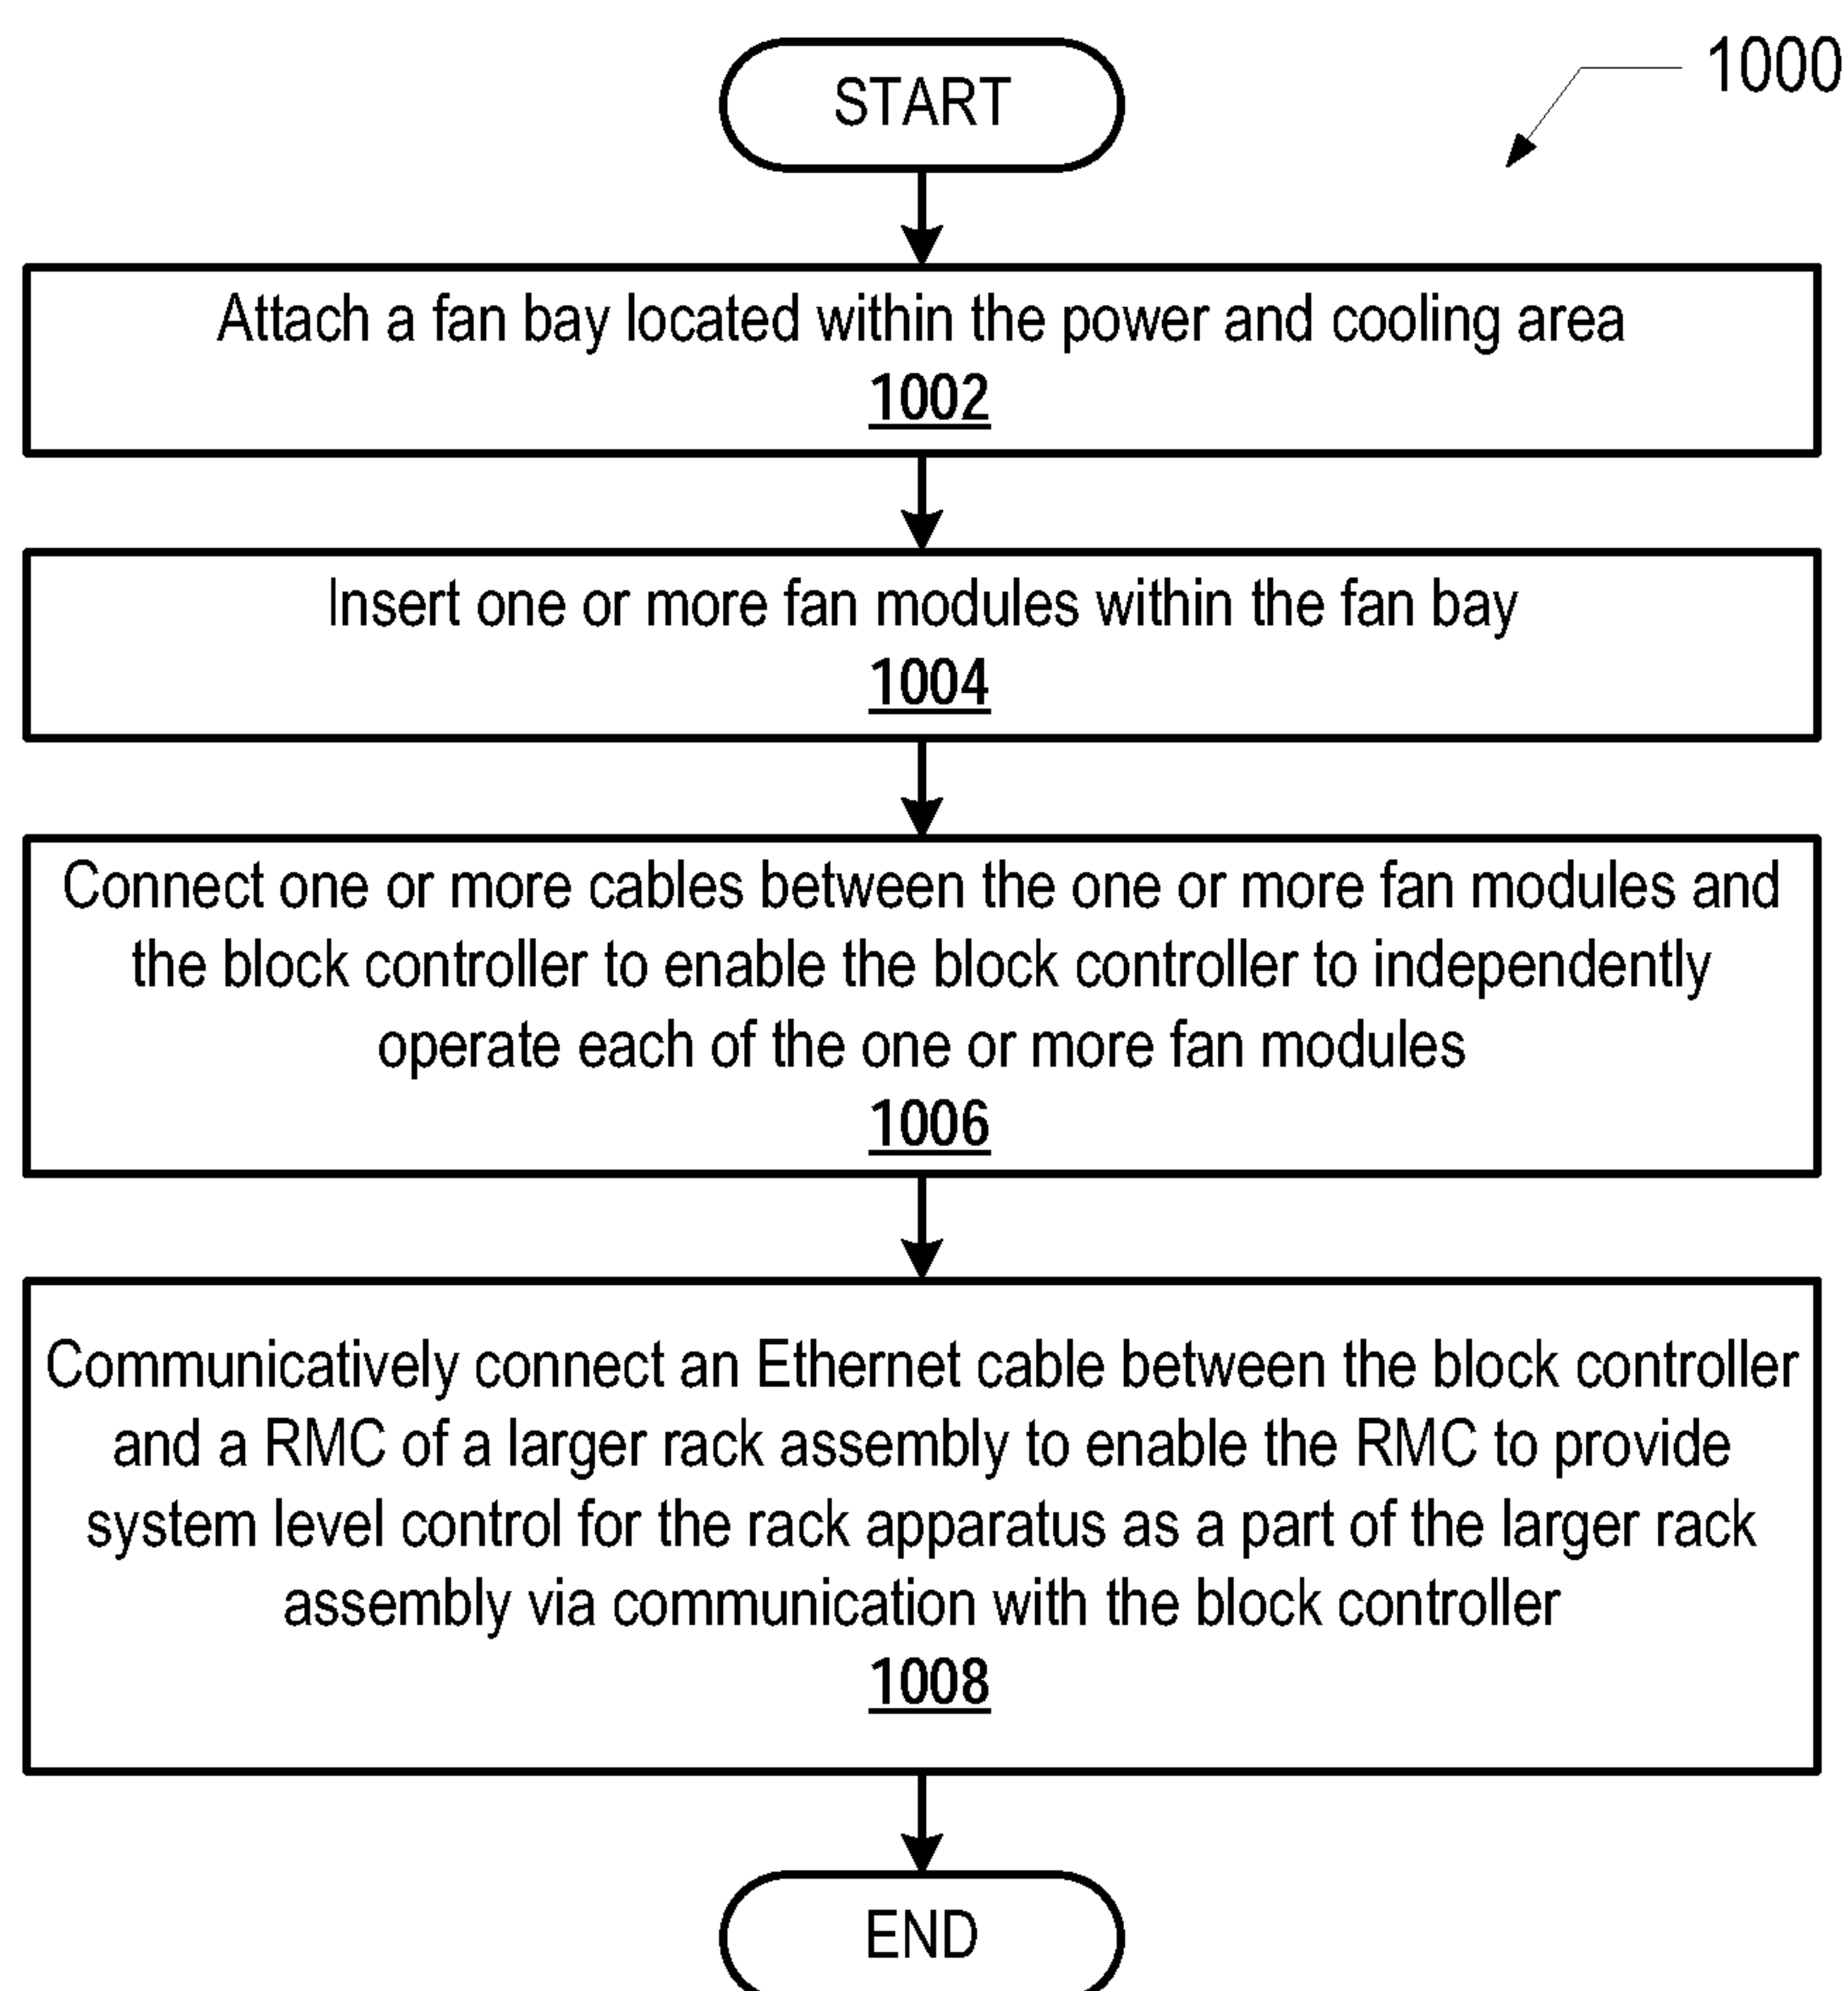 START
1000
Attach a fan bay located within the power and cooling area
1002
Insert one or more fan modules within the fan bay
1004
Connect one or more cables between the one or more fan modules and
the block controller to enable the block controller to independently
operate each of the one or more fan modules
1006
Communicatively connect an Ethernet cable between the block controller
and a RMC of a larger rack assembly to enable the RMC to provide
system level control for the rack apparatus as a part of the larger rack
assembly via communication with the block controller
1008
END